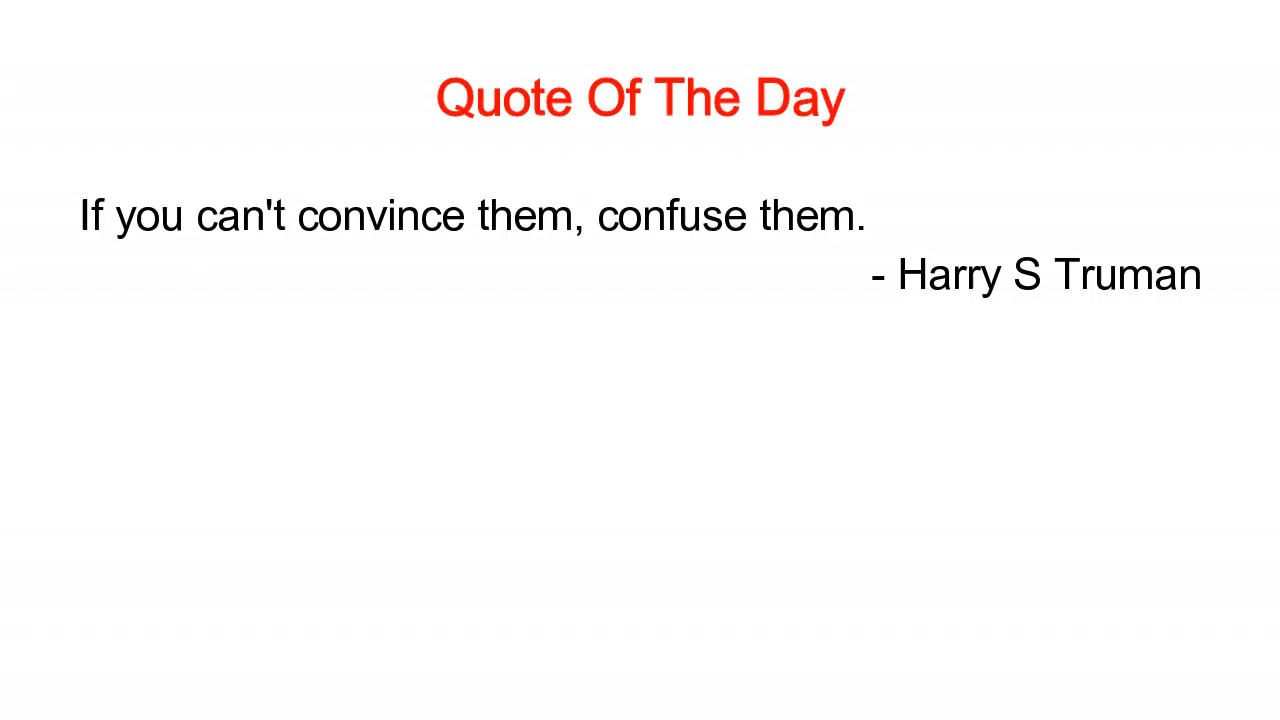 Quote Of The Day
If you can't convince them, confuse them.
- Harry S Truman